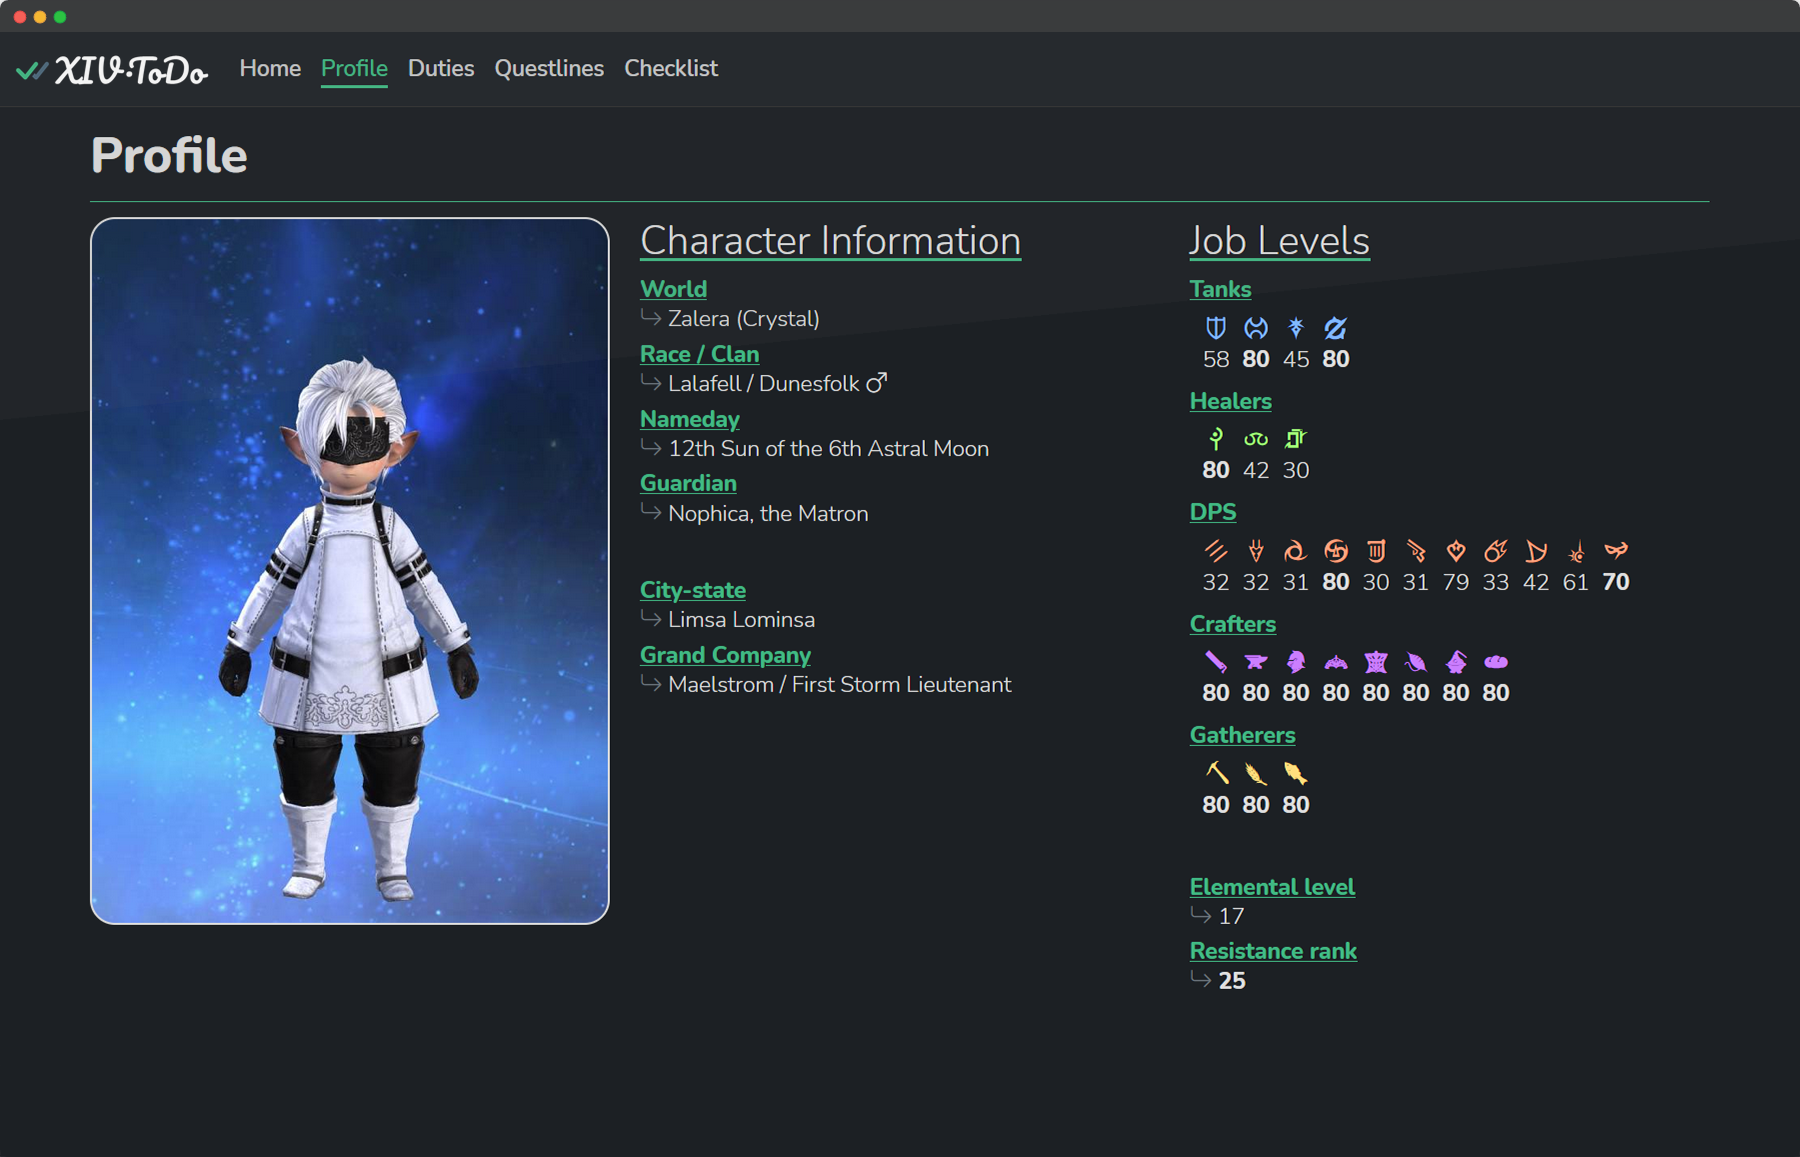 XIV·ToDo Home Profile Duties Questlines Checklist
Profile
Character Information
World
Zalera (Crystal)
Race / Clan
Lalafell / Dunesfolk ♂
Nameday
12th Sun of the 6th Astral Moon
Guardian
Nophica, the Matron
City-state
Limsa Lominsa
Grand Company
Maelstrom / First Storm Lieutenant
Job Levels
Tanks
58 80 45 80
Healers
80 42 30
DPS
32 32 31 80 30 31 79 33 42 61 70
Crafters
80 80 80 80 80 80 80 80
Gatherers
80 80 80
Elemental level
17
Resistance rank
25